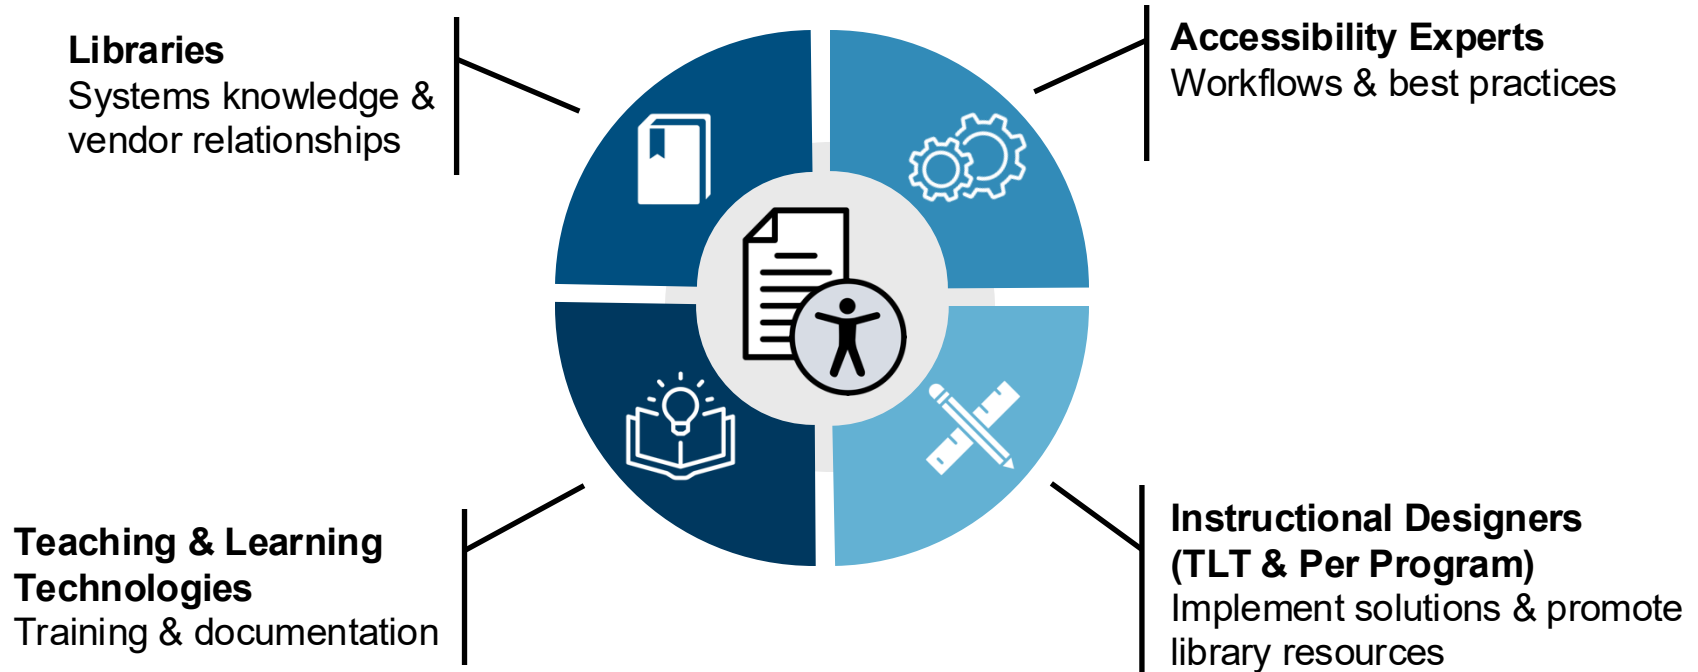 Libraries
Systems knowledge &
vendor relationships
Accessibility Experts
Workflows & best practices
Teaching & Learning
Technologies
Training & documentation
Instructional Designers
(TLT & Per Program)
Implement solutions & promote
library resources